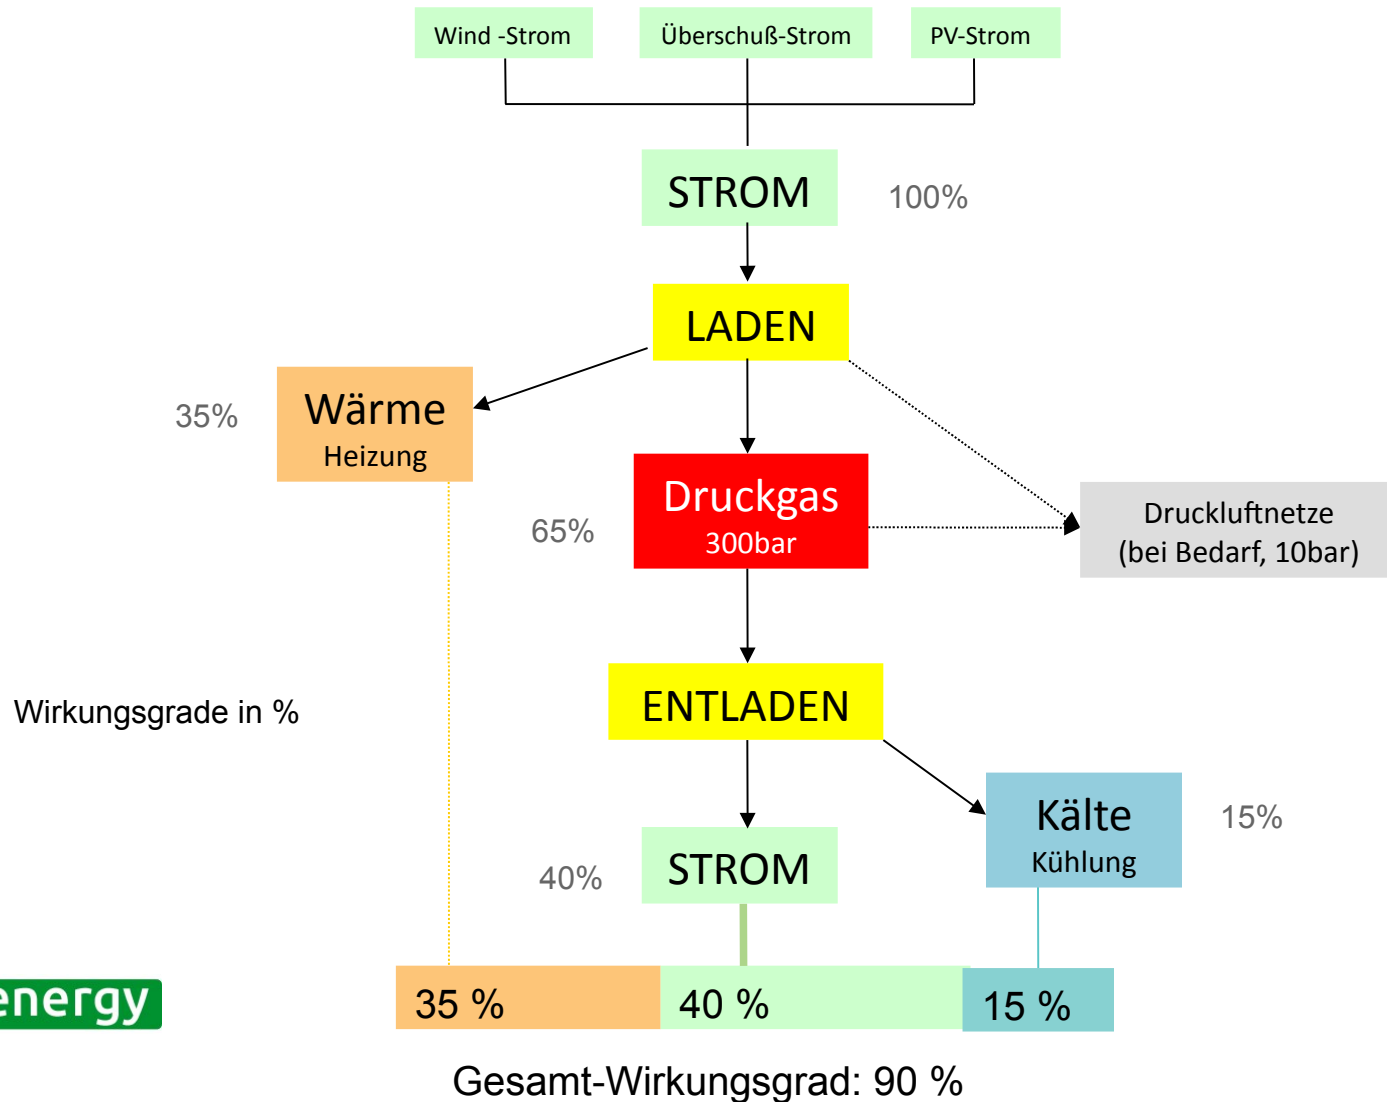 Wind -Strom
Überschuß-Strom
PV-Strom
STROM
100%
LADEN
Wärme
Heizung
35%
Druckgas
300bar
65%
Druckluftnetze
(bei Bedarf, 10bar)
ENTLADEN
Wirkungsgrade in %
Kälte
Kühlung
15%
STROM
40%
energy
35 %
40 %
15 %
Gesamt-Wirkungsgrad: 90 %